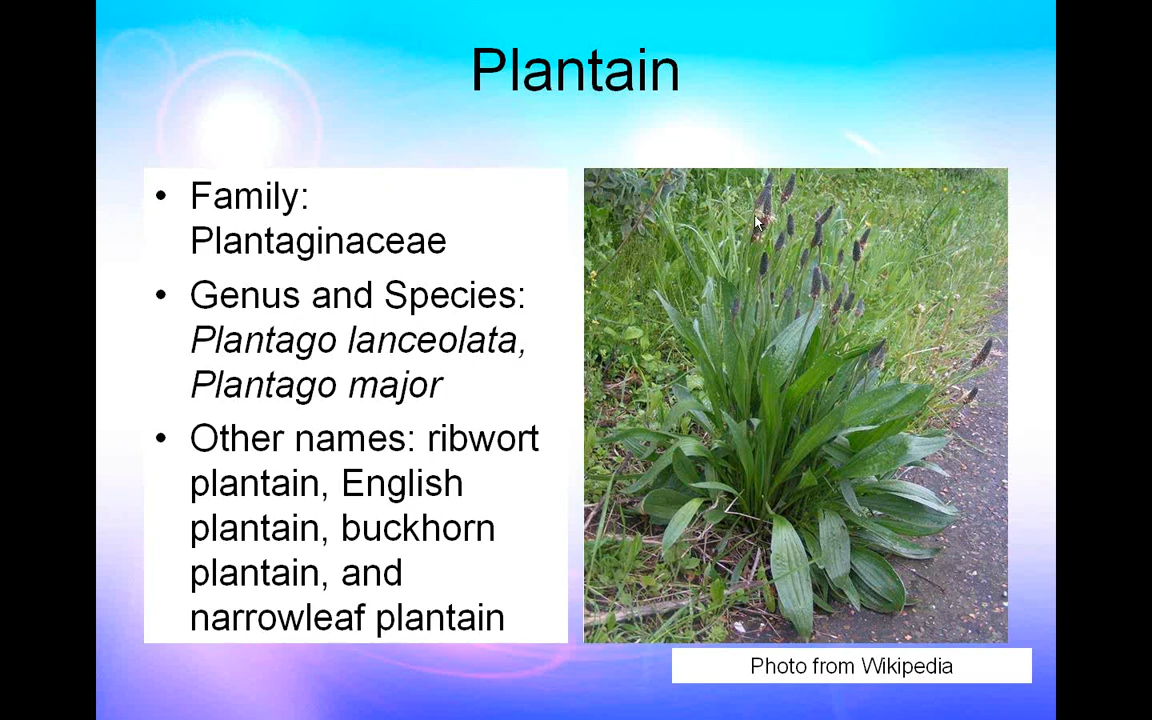 Plantain
• Family:
Plantaginaceae
• Genus and Species:
Plantago lanceolata,
Plantago major
• Other names: ribwort
plantain, English
plantain, buckhorn
plantain, and
narrowleaf plantain
Photo from Wikipedia